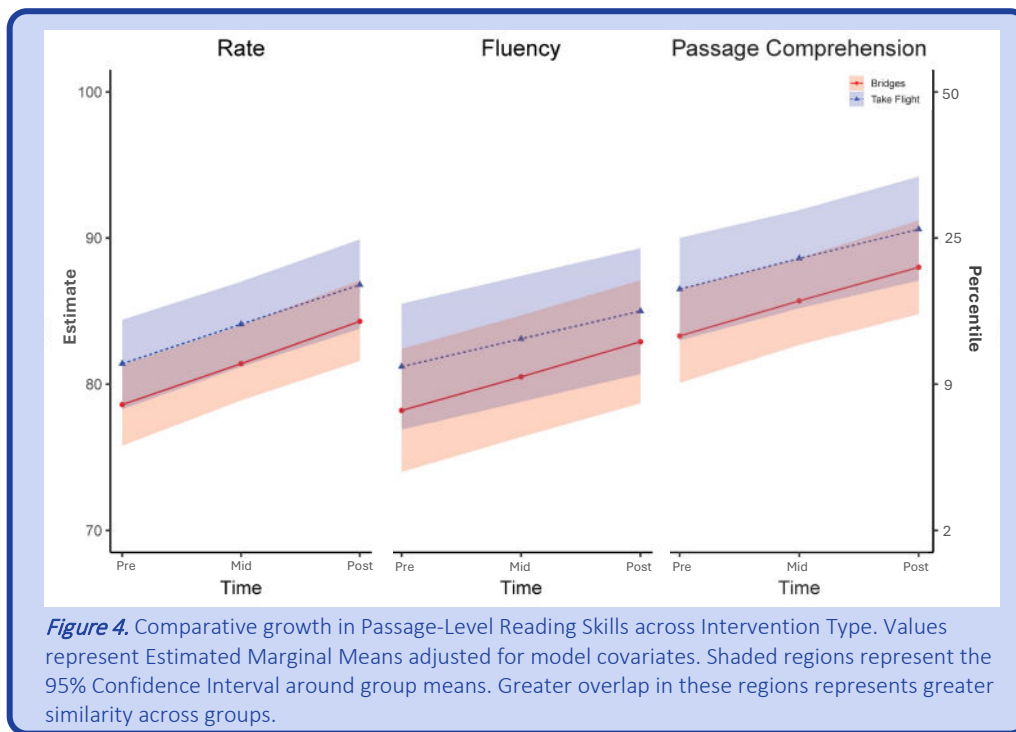 Rate
Fluency
Passage Comprehension
Bridges
Take Flight
100
90
80
70
Estimate
50
25
9
2
Percentile
Pre
Mid
Post
Time
Pre
Mid
Post
Time
Pre
Mid
Post
Time
Figure 4. Comparative growth in Passage-Level Reading Skills across Intervention Type. Values
represent Estimated Marginal Means adjusted for model covariates. Shaded regions represent the
95% Confidence Interval around group means. Greater overlap in these regions represents greater
similarity across groups.